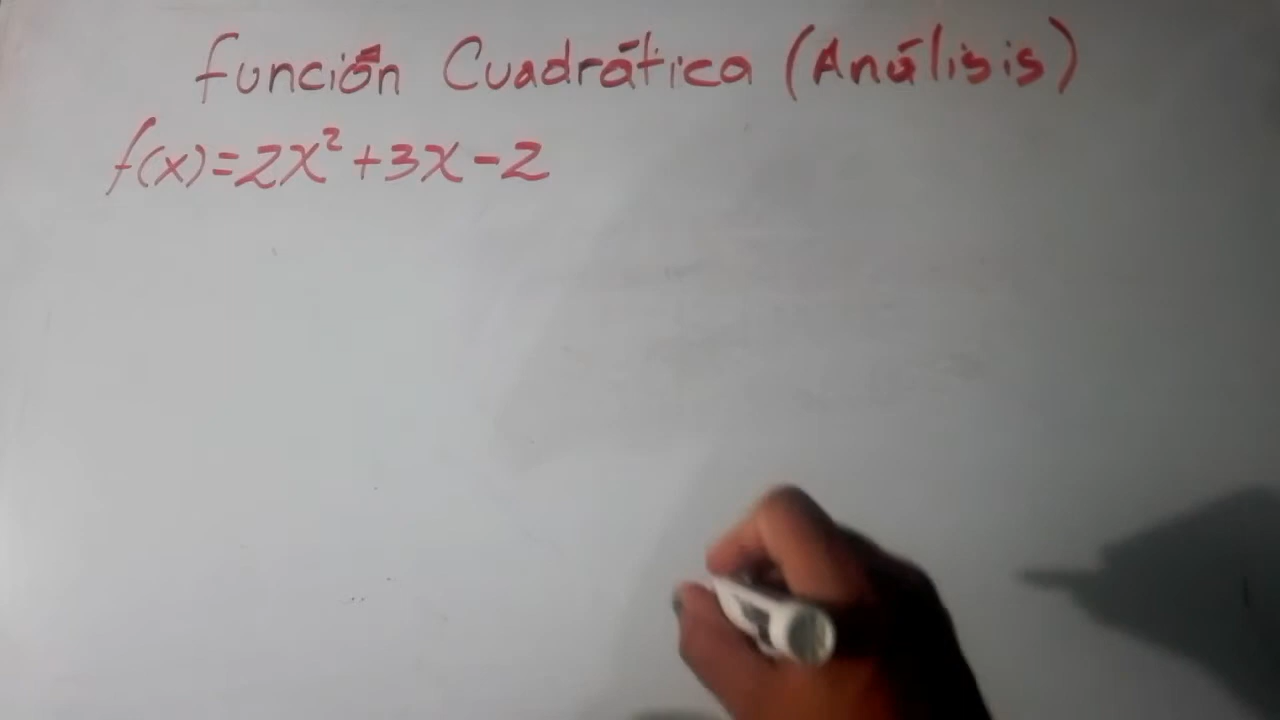 función Cuadrática (Análisis)
f(x)=2x²+3x-2